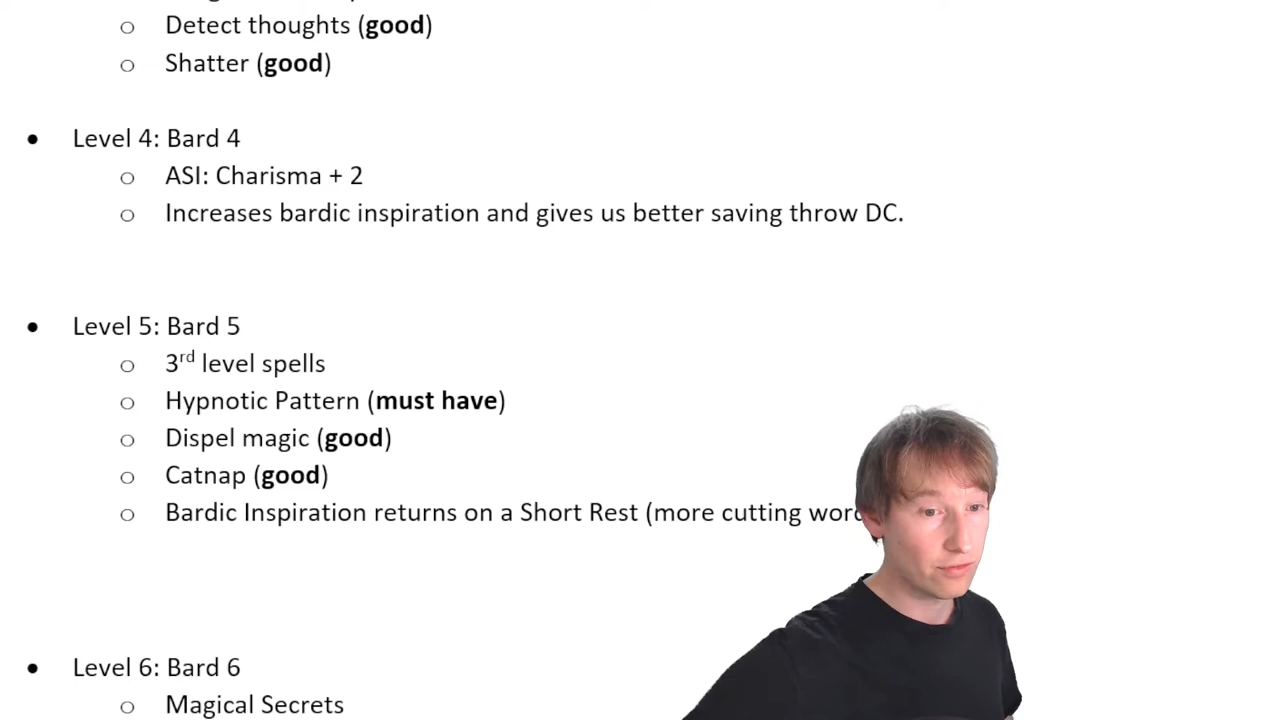 Detect thoughts (good)
Shatter (good)
Level 4: Bard 4
ASI: Charisma + 2
Increases bardic inspiration and gives us better saving throw DC.
Level 5: Bard 5
3rd level spells
Hypnotic Pattern (must have)
Dispel magic (good)
Catnap (good)
Bardic Inspiration returns on a Short Rest (more cutting
Level 6: Bard 6
Magical Secrets